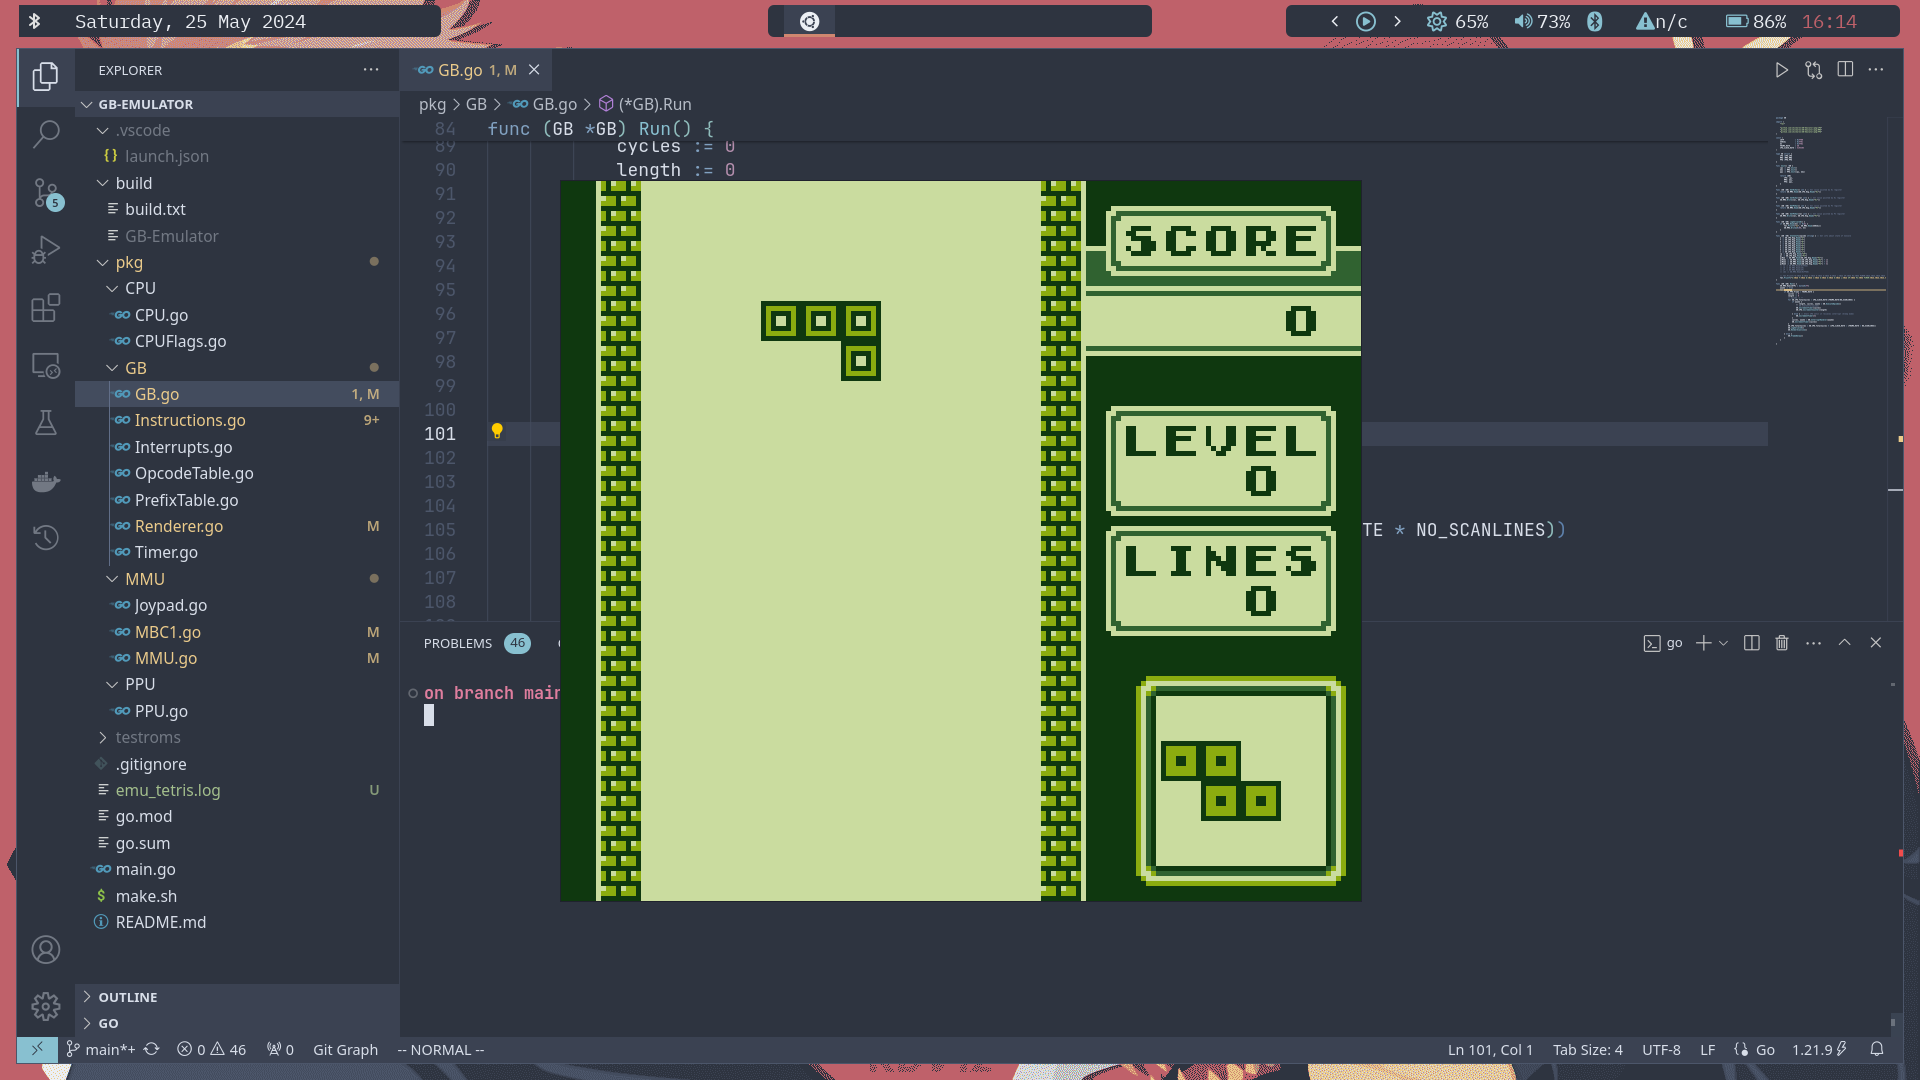 Saturday, 25 May 2024
65% 73% n/c 86% 16:14
EXPLORER
GB.go 1, M
GB-EMULATOR
pkg > GB > GB.go > (*GB).Run
84 func (GB *GB) Run() {
89 cycles := 0
90 length := 0
91
92
93
94
95
96
97
98
99
100
101
102
103
104
105 TE * NO_SCANLINES))
106
107
108
.vscode
launch.json
build
build.txt
GB-Emulator
pkg
CPU
CPU.go
CPUFlags.go
GB
GB.go 1, M
Instructions.go 9+
Interrupts.go
OpcodeTable.go
PrefixTable.go
Renderer.go M
Timer.go
MMU
Joypad.go
MBC1.go M
MMU.go M
PPU
PPU.go
testroms
.gitignore
emu_tetris.log U
go.mod
go.sum
main.go
make.sh
README.md
OUTLINE
GO
5
SCORE
0
LEVEL
0
LINES
0
PROBLEMS 46
go
on branch main
main*+ 0 46 0 Git Graph -- NORMAL -- Ln 101, Col 1 Tab Size: 4 UTF-8 LF Go 1.21.9